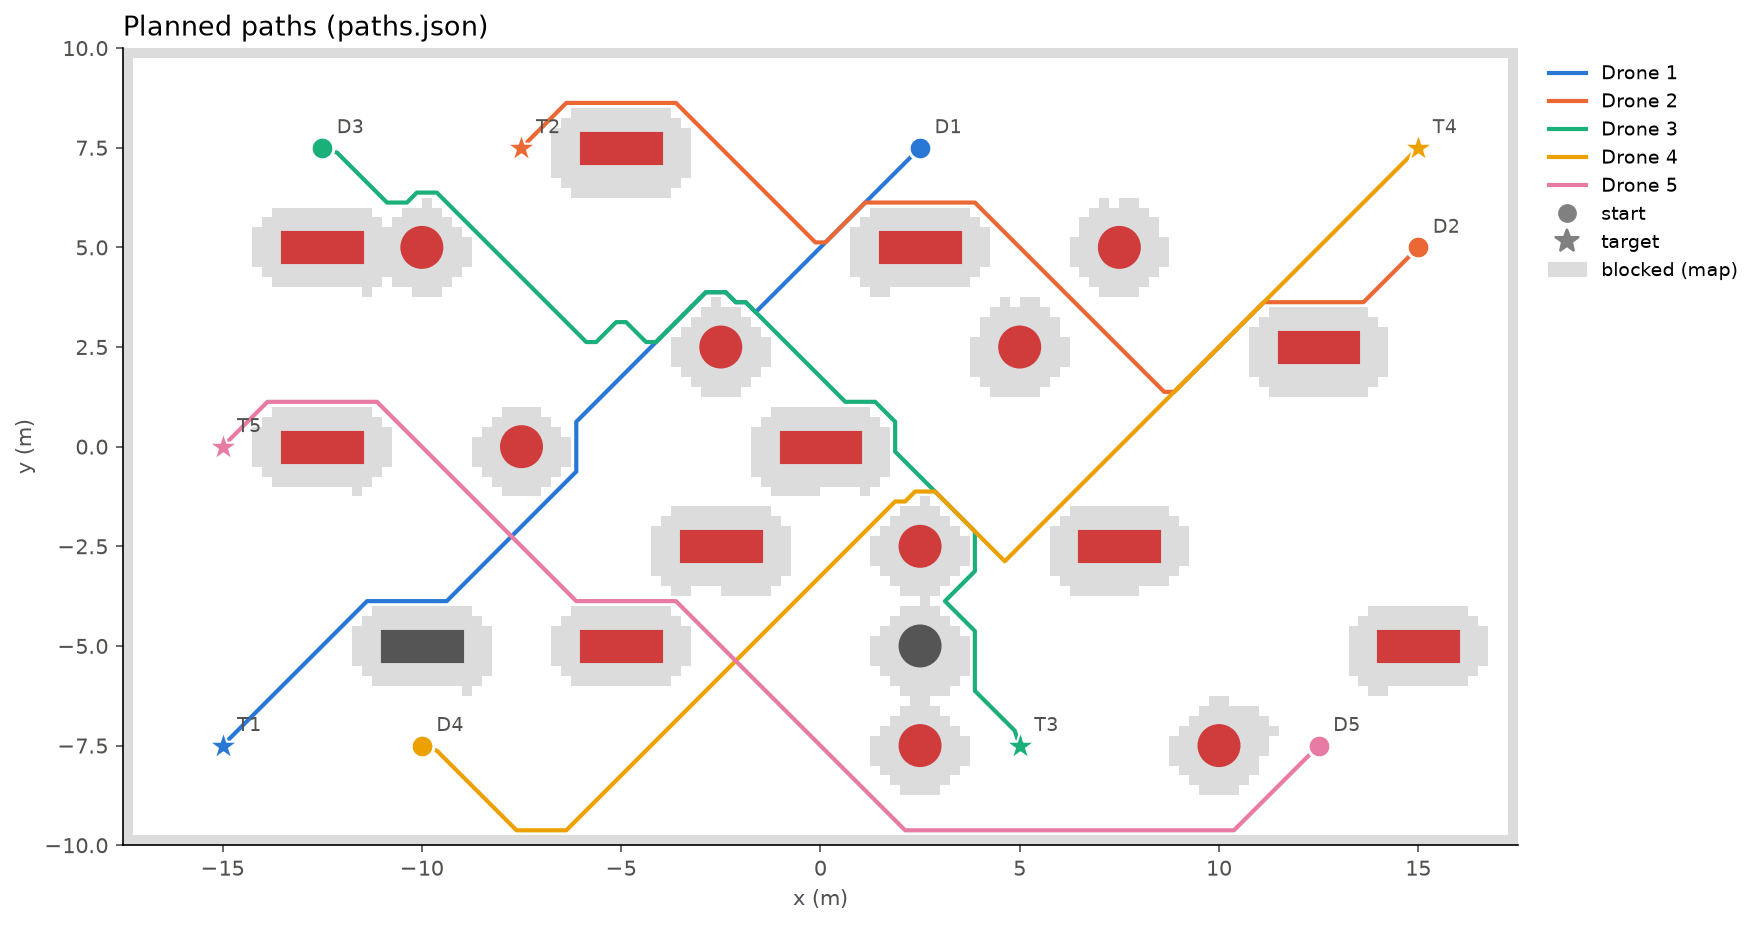 Planned paths (paths.json)
10.0
7.5
5.0
2.5
0.0
−2.5
−5.0
−7.5
−10.0
y (m)
−15
−10
−5
0
5
10
15
x (m)
D3
T2
D1
T4
D2
T5
T1
D4
T3
D5
Drone 1
Drone 2
Drone 3
Drone 4
Drone 5
start
target
blocked (map)